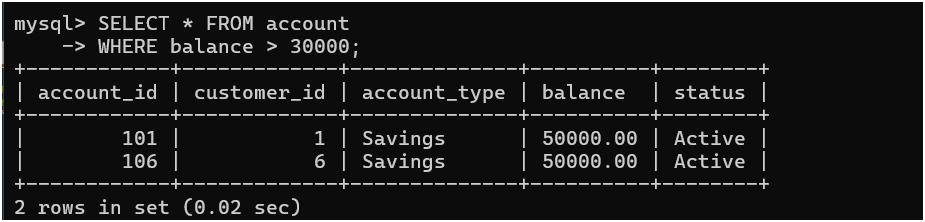 mysql> SELECT * FROM account
    -> WHERE balance > 30000;
+------------+-------------+--------------+----------+--------+
| account_id | customer_id | account_type | balance  | status |
+------------+-------------+--------------+----------+--------+
|        101 |           1 | Savings      | 50000.00 | Active |
|        106 |           6 | Savings      | 50000.00 | Active |
+------------+-------------+--------------+----------+--------+
2 rows in set (0.02 sec)